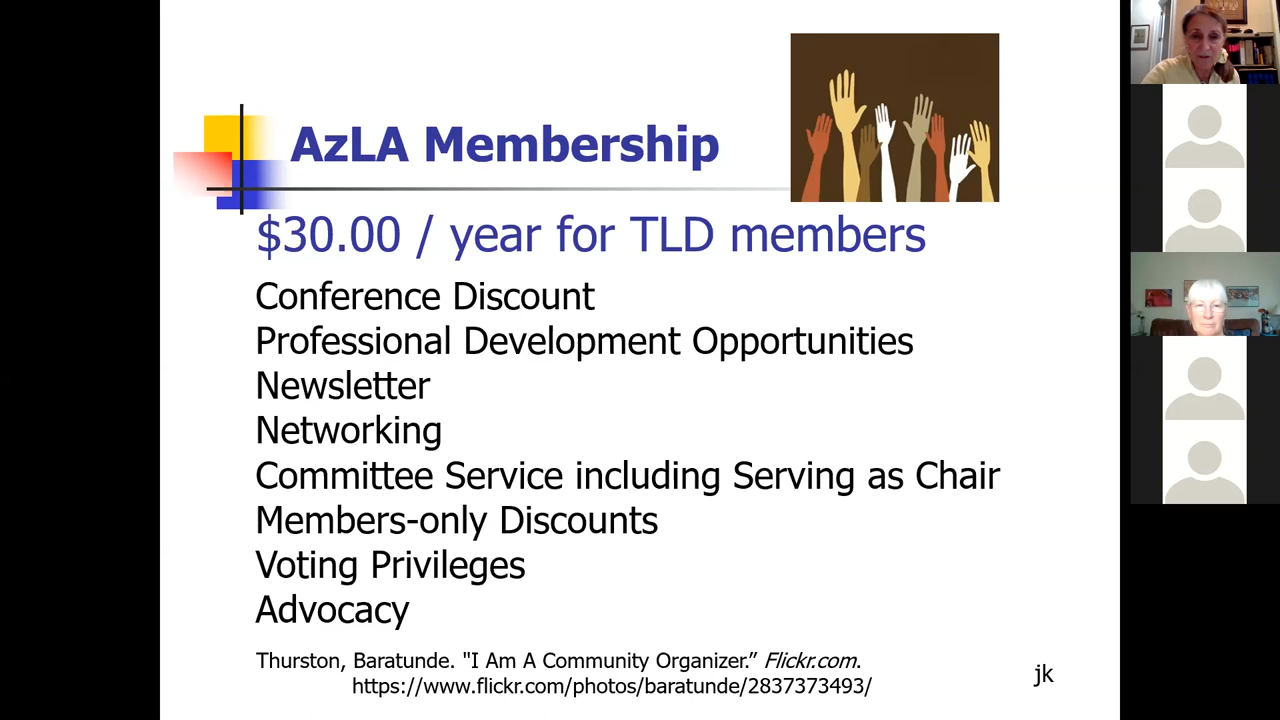 AzLA Membership
$30.00 / year for TLD members
Conference Discount
Professional Development Opportunities
Newsletter
Networking
Committee Service including Serving as Chair
Members-only Discounts
Voting Privileges
Advocacy
Thurston, Baratunde. "I Am A Community Organizer.” Flickr.com.
https://www.flickr.com/photos/baratunde/2837373493/
jk